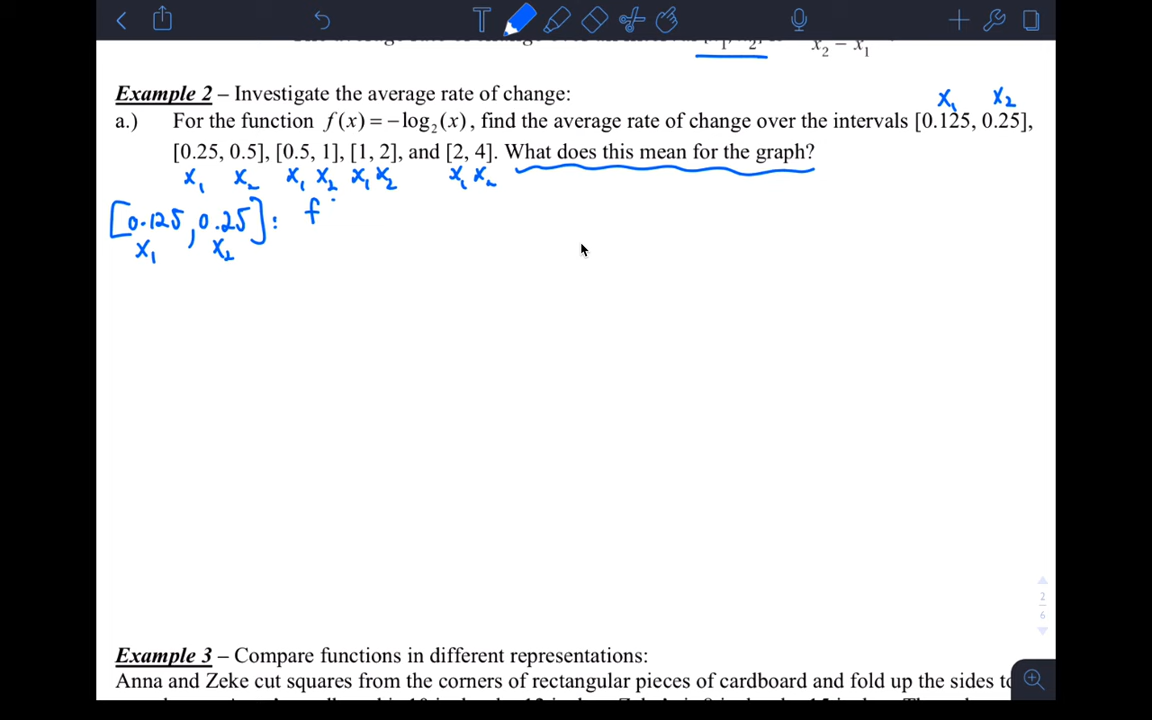 x₂ − x₁
Example 2 – Investigate the average rate of change:
x₁ x₂
a.) For the function f(x) = −log₂(x), find the average rate of change over the intervals [0.125, 0.25],
[0.25, 0.5], [0.5, 1], [1, 2], and [2, 4]. What does this mean for the graph?
x₁ x₂ x₁ x₂ x₁ x₂ x₁ x₂
[0.125, 0.25]: f
x₁ x₂
2
6
Example 3 – Compare functions in different representations:
Anna and Zeke cut squares from the corners of rectangular pieces of cardboard and fold up the sides to